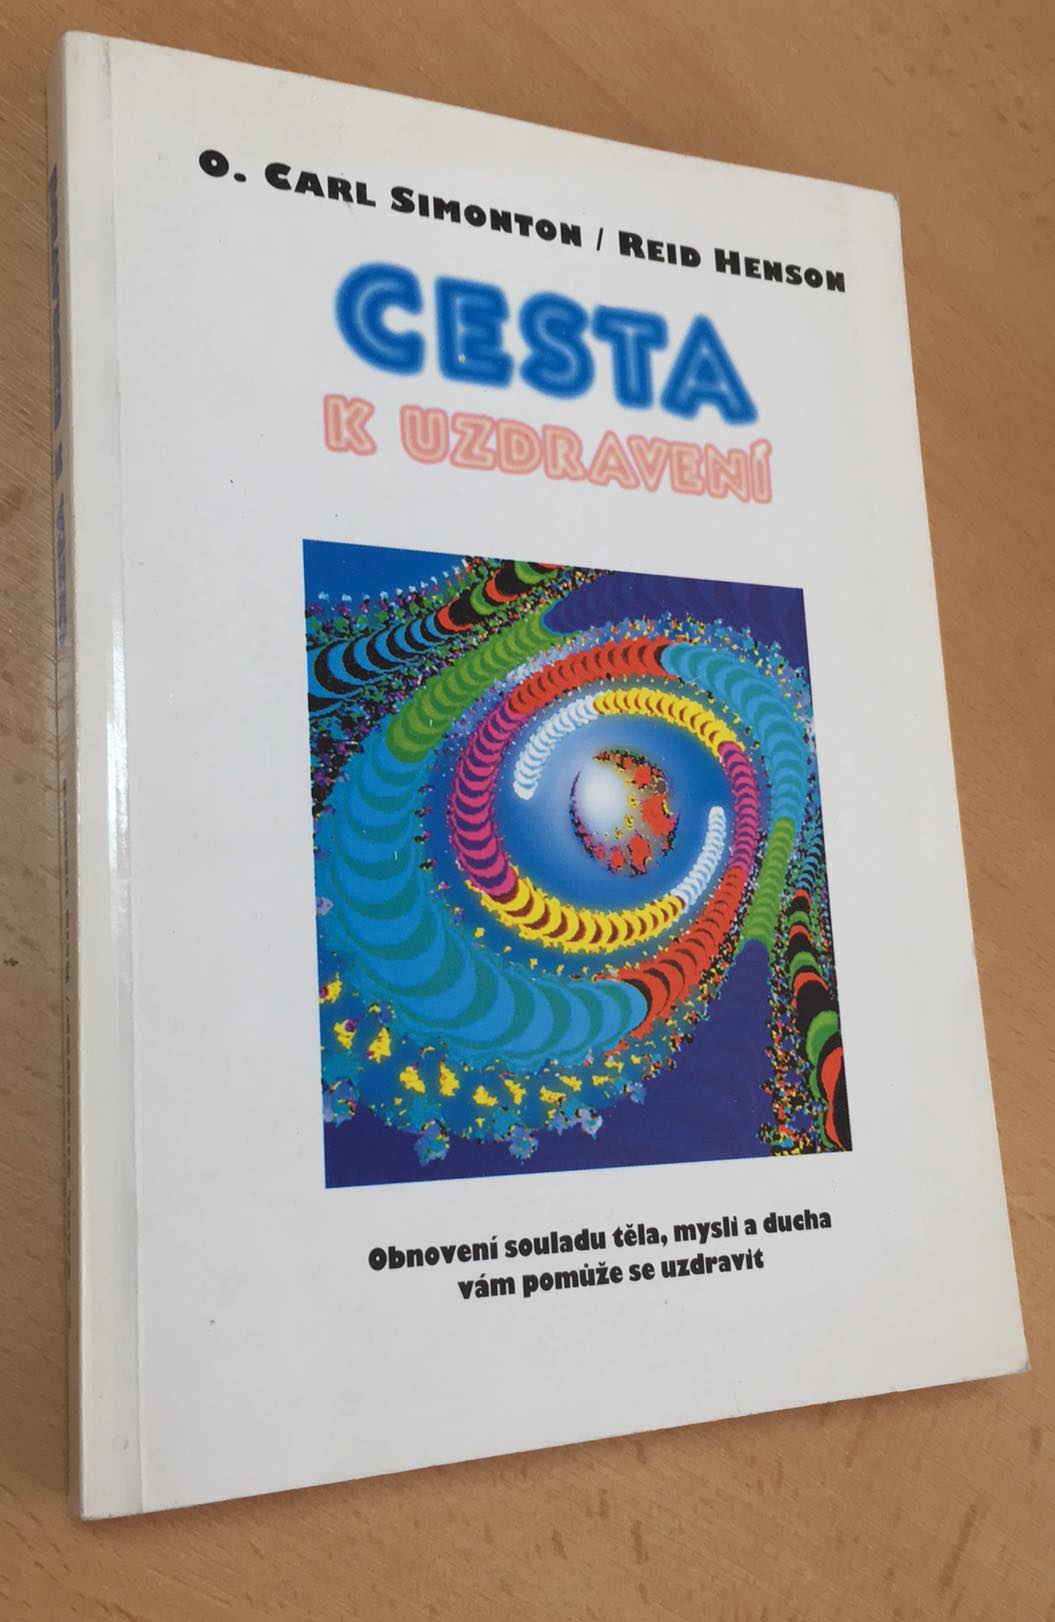 O. CARL SIMONTON / REID HENSON
CESTA
K UZDRAVENÍ
Obnovení souladu těla, mysli a ducha
vám pomůže se uzdravit